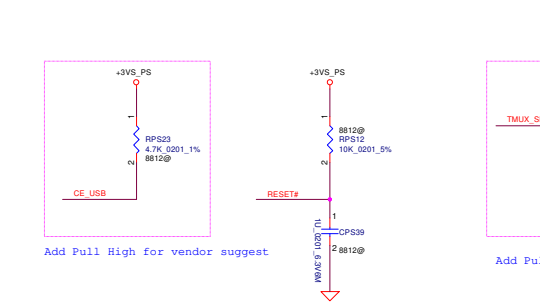 +3VS_PS
1
RPS23
4.7K_0201_1%
8812@
2
CE_USB
Add Pull High for vendor suggest
+3VS_PS
1
8812@
RPS12
10K_0201_5%
2
RESET#
1
CPS39
1U_0201_6.3V6M
2
8812@
TMUX_S
Add Pu